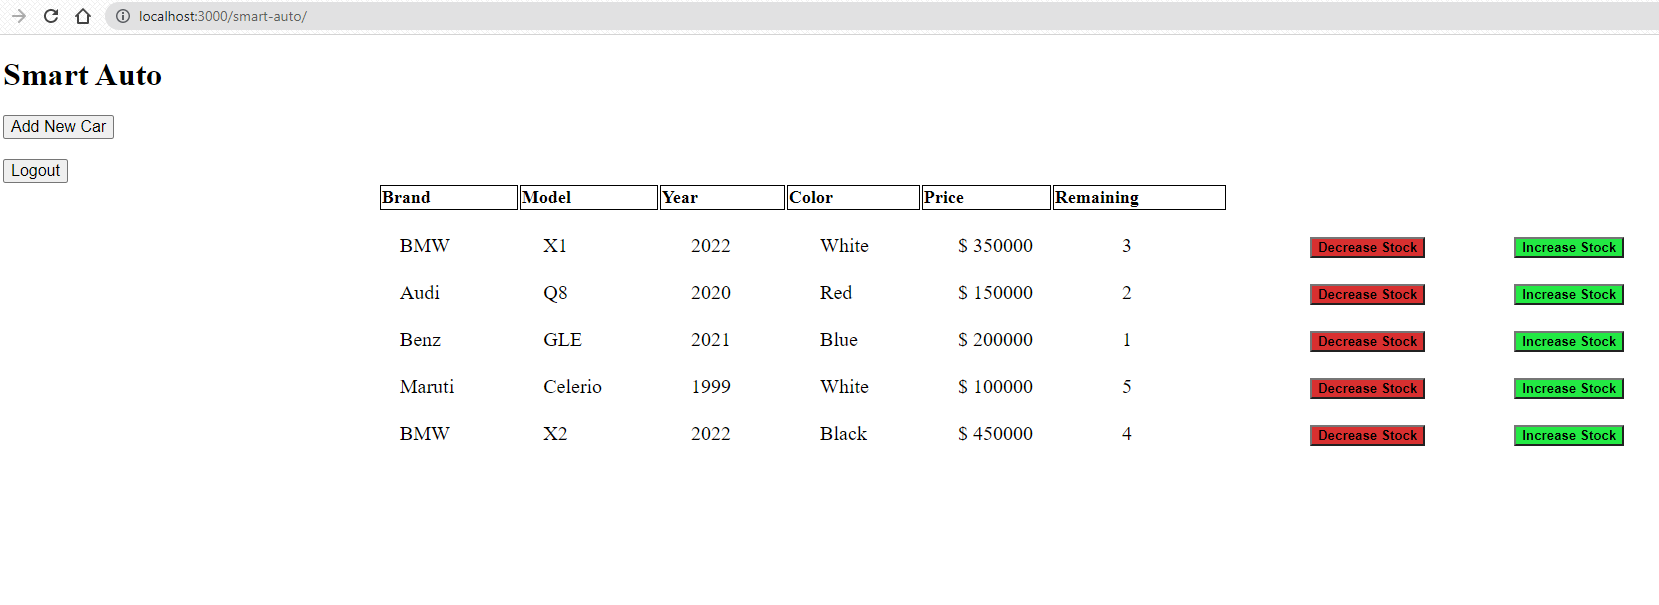 localhost:3000/smart-auto/
Smart Auto
Add New Car
Logout
Brand Model Year Color Price Remaining
BMW X1 2022 White $ 350000 3 Decrease Stock Increase Stock
Audi Q8 2020 Red $ 150000 2 Decrease Stock Increase Stock
Benz GLE 2021 Blue $ 200000 1 Decrease Stock Increase Stock
Maruti Celerio 1999 White $ 100000 5 Decrease Stock Increase Stock
BMW X2 2022 Black $ 450000 4 Decrease Stock Increase Stock